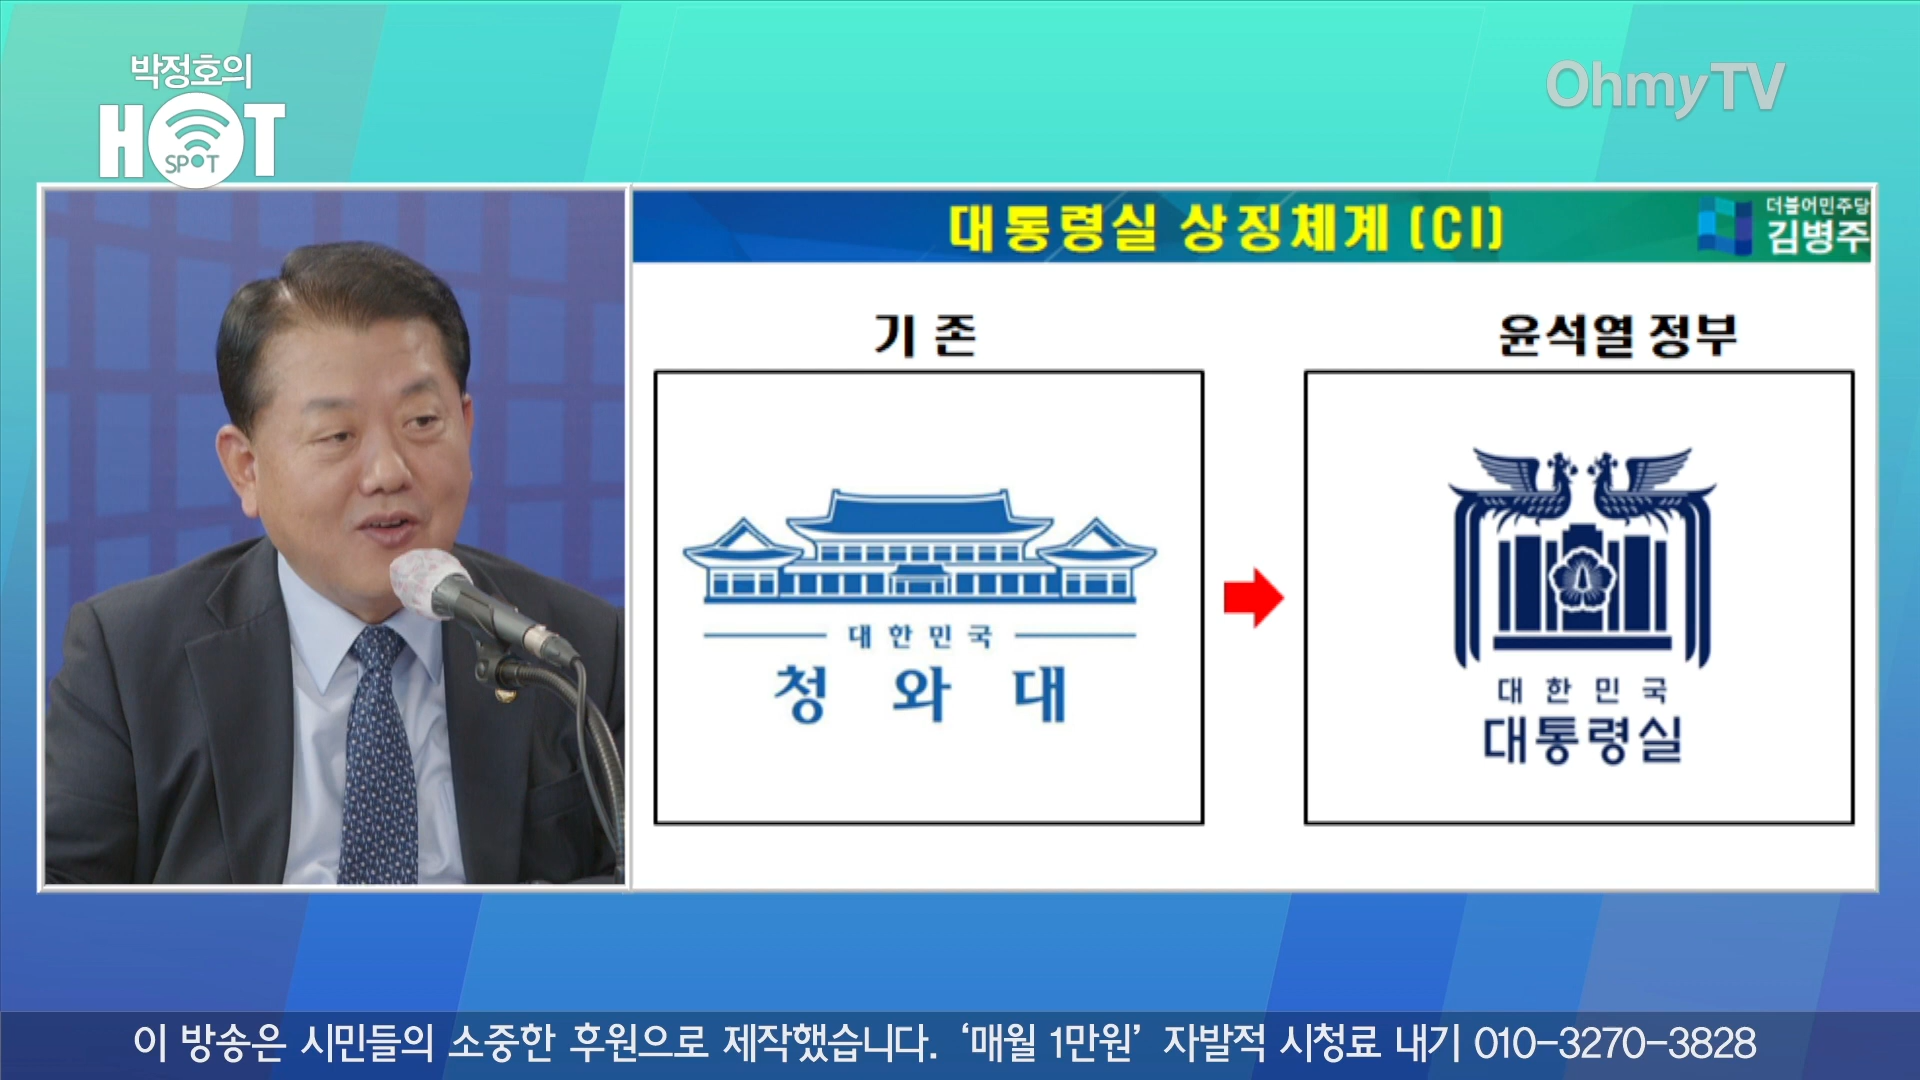 박정호의
HOT
SPOT
OhmyTV
대통령실 상징체계 (CI)
더불어민주당
김병주
기 존
윤석열 정부
대 한 민 국
청 와 대
대 한 민 국
대통령실
이 방송은 시민들의 소중한 후원으로 제작했습니다. ‘매월 1만원’ 자발적 시청료 내기 010-3270-3828